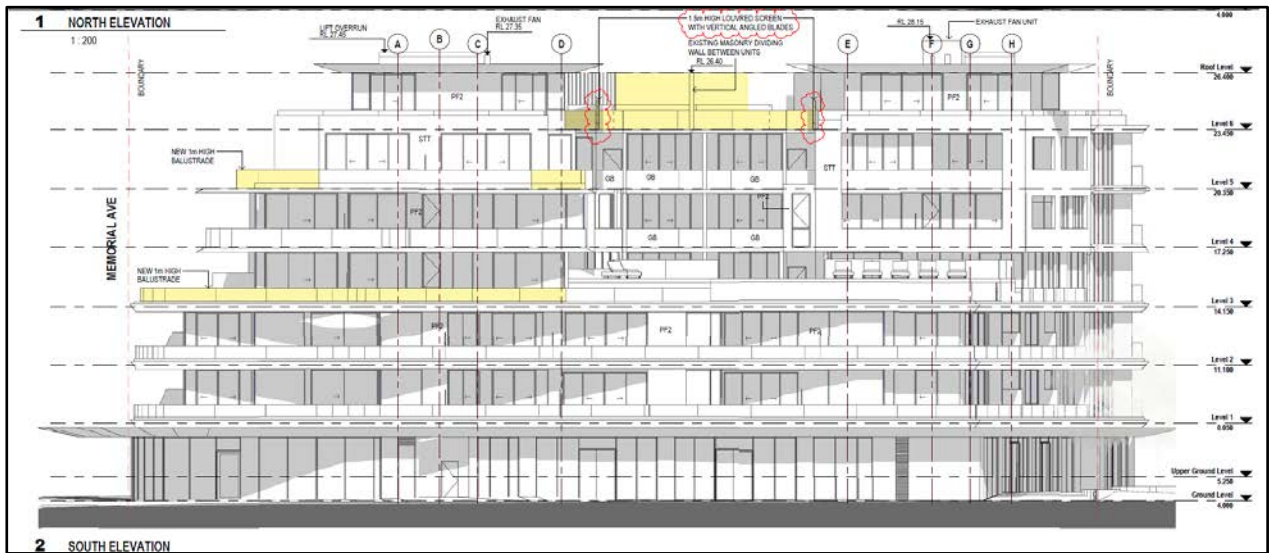 1 NORTH ELEVATION
1 : 200
LIFT OVERRUN
RL 27.45
EXHAUST FAN
RL 27.35
1.5m HIGH LOUVRED SCREEN
WITH VERTICAL ANGLED BLADES
EXISTING MASONRY DIVIDING
WALL BETWEEN UNITS
RL 26.40
RL 28.15
EXHAUST FAN UNIT
4.000
A
B
C
D
E
F
G
H
BOUNDARY
BOUNDARY
Roof Level
26.400
PF2
PF2
Level 6
23.450
STT
STT
NEW 1m HIGH
BALUSTRADE
GB
GB
GB
Level 5
20.350
PF2
PF2
MEMORIAL AVE
GB
GB
Level 4
17.250
NEW 1m HIGH
BALUSTRADE
Level 3
14.150
PF2
PF2
PF2
Level 2
11.100
Level 1
8.050
Upper Ground Level
5.250
Ground Level
4.000
2 SOUTH ELEVATION